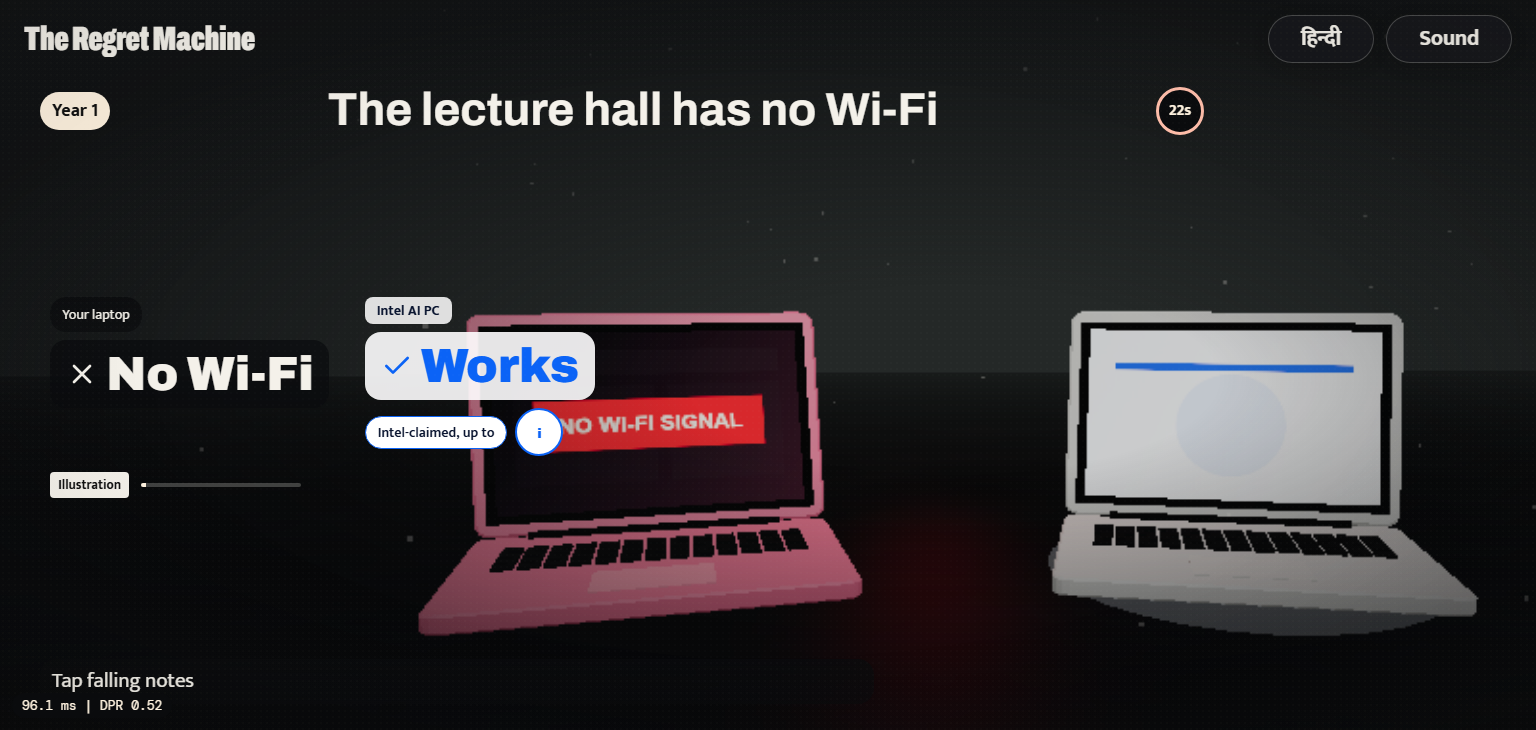 The Regret Machine
हिन्दी
Sound
Year 1
The lecture hall has no Wi-Fi
22s
Your laptop
No Wi-Fi
Intel AI PC
Works
Intel-claimed, up to
i
NO WI-FI SIGNAL
Illustration
Tap falling notes
96.1 ms | DPR 0.52